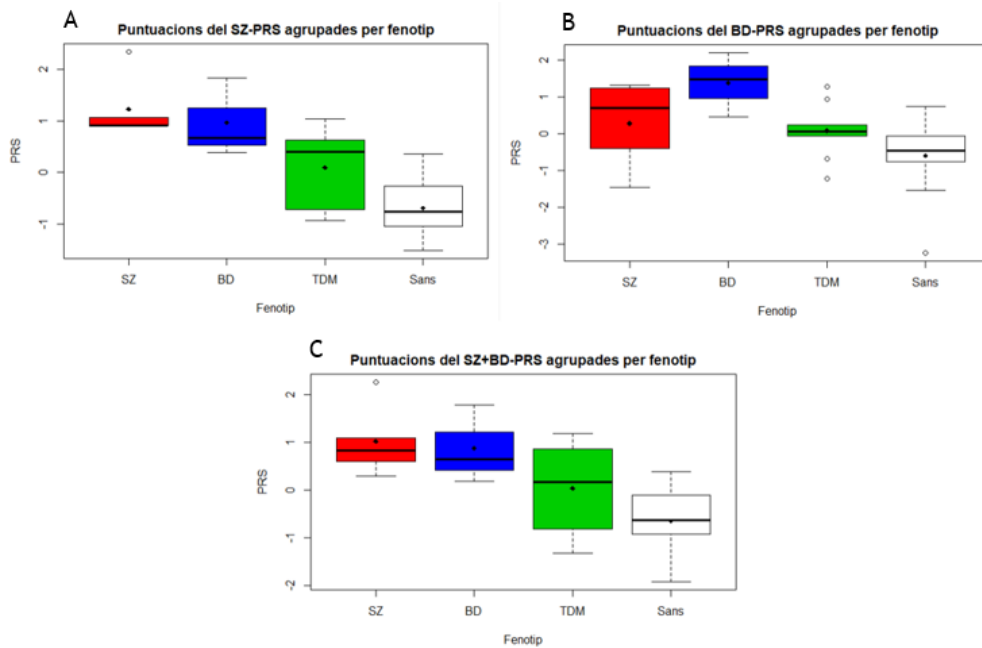 A
Puntuacions del SZ-PRS agrupades per fenotip
PRS
2
1
0
-1
SZ BD TDM Sans
Fenotip
B
Puntuacions del BD-PRS agrupades per fenotip
PRS
2
1
0
-1
-2
-3
SZ BD TDM Sans
Fenotip
C
Puntuacions del SZ+BD-PRS agrupades per fenotip
PRS
2
1
0
-1
-2
SZ BD TDM Sans
Fenotip